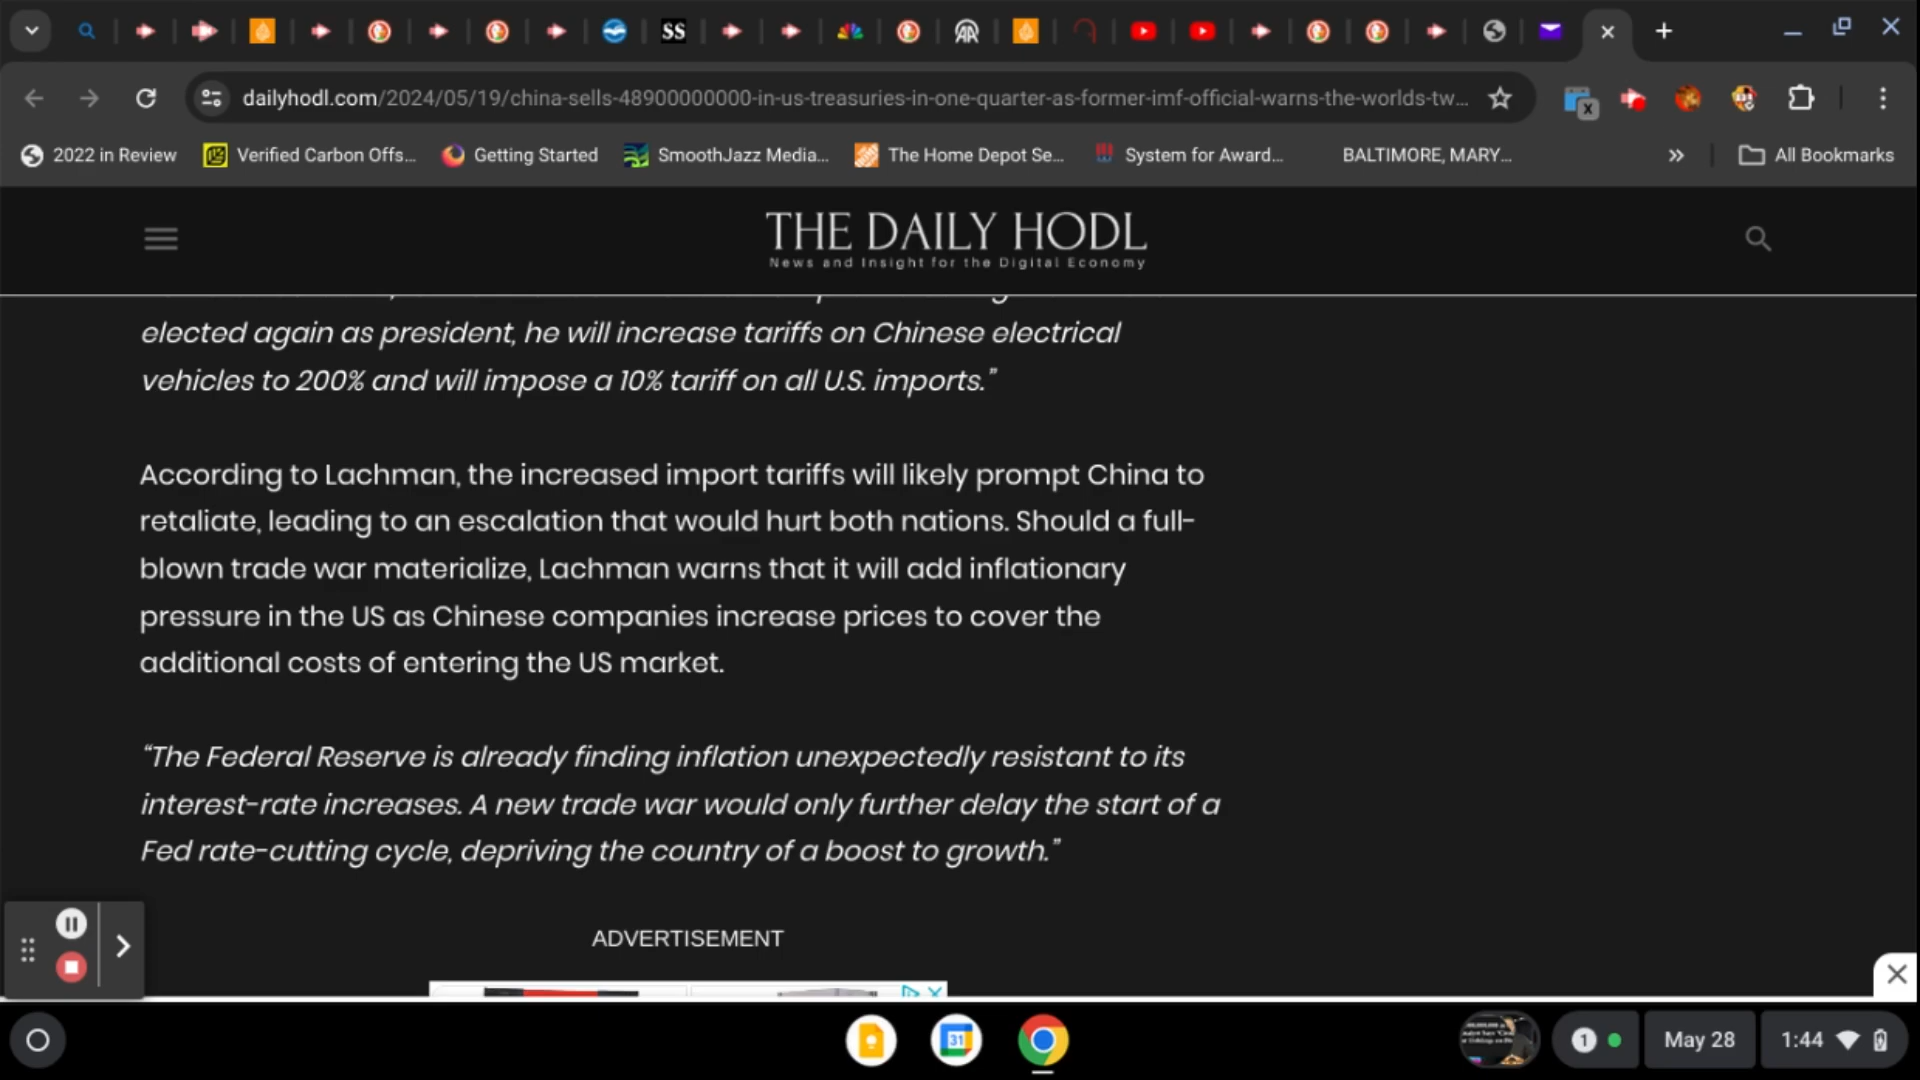 SS
dailyhodl.com/2024/05/19/china-sells-48900000000-in-us-treasuries-in-one-quarter-as-former-imf-official-warns-the-worlds-tw...
2022 in Review
Verified Carbon Offs...
Getting Started
SmoothJazz Media...
The Home Depot Se...
System for Award...
BALTIMORE, MARY...
All Bookmarks
THE DAILY HODL
News and Insight for the Digital Economy
elected again as president, he will increase tariffs on Chinese electrical
vehicles to 200% and will impose a 10% tariff on all U.S. imports.”
According to Lachman, the increased import tariffs will likely prompt China to
retaliate, leading to an escalation that would hurt both nations. Should a full-
blown trade war materialize, Lachman warns that it will add inflationary
pressure in the US as Chinese companies increase prices to cover the
additional costs of entering the US market.
“The Federal Reserve is already finding inflation unexpectedly resistant to its
interest-rate increases. A new trade war would only further delay the start of a
Fed rate-cutting cycle, depriving the country of a boost to growth.”
ADVERTISEMENT
31
1
May 28
1:44